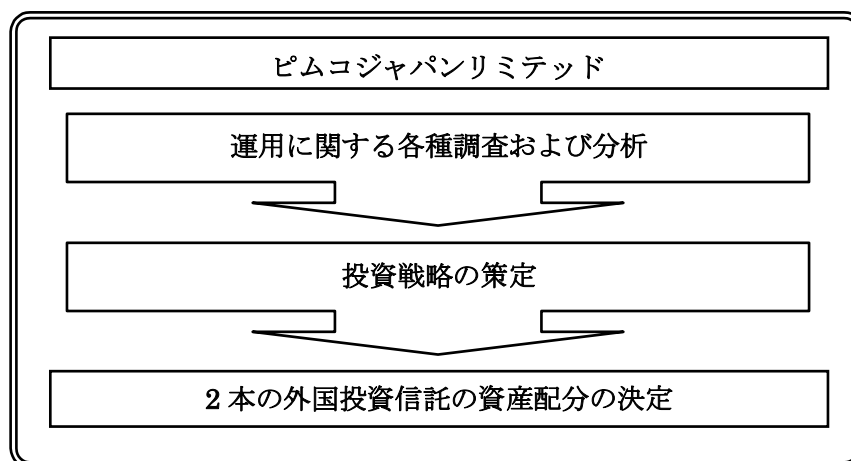 ピムコジャパンリミテッド
運用に関する各種調査および分析
投資戦略の策定
2 本の外国投資信託の資産配分の決定